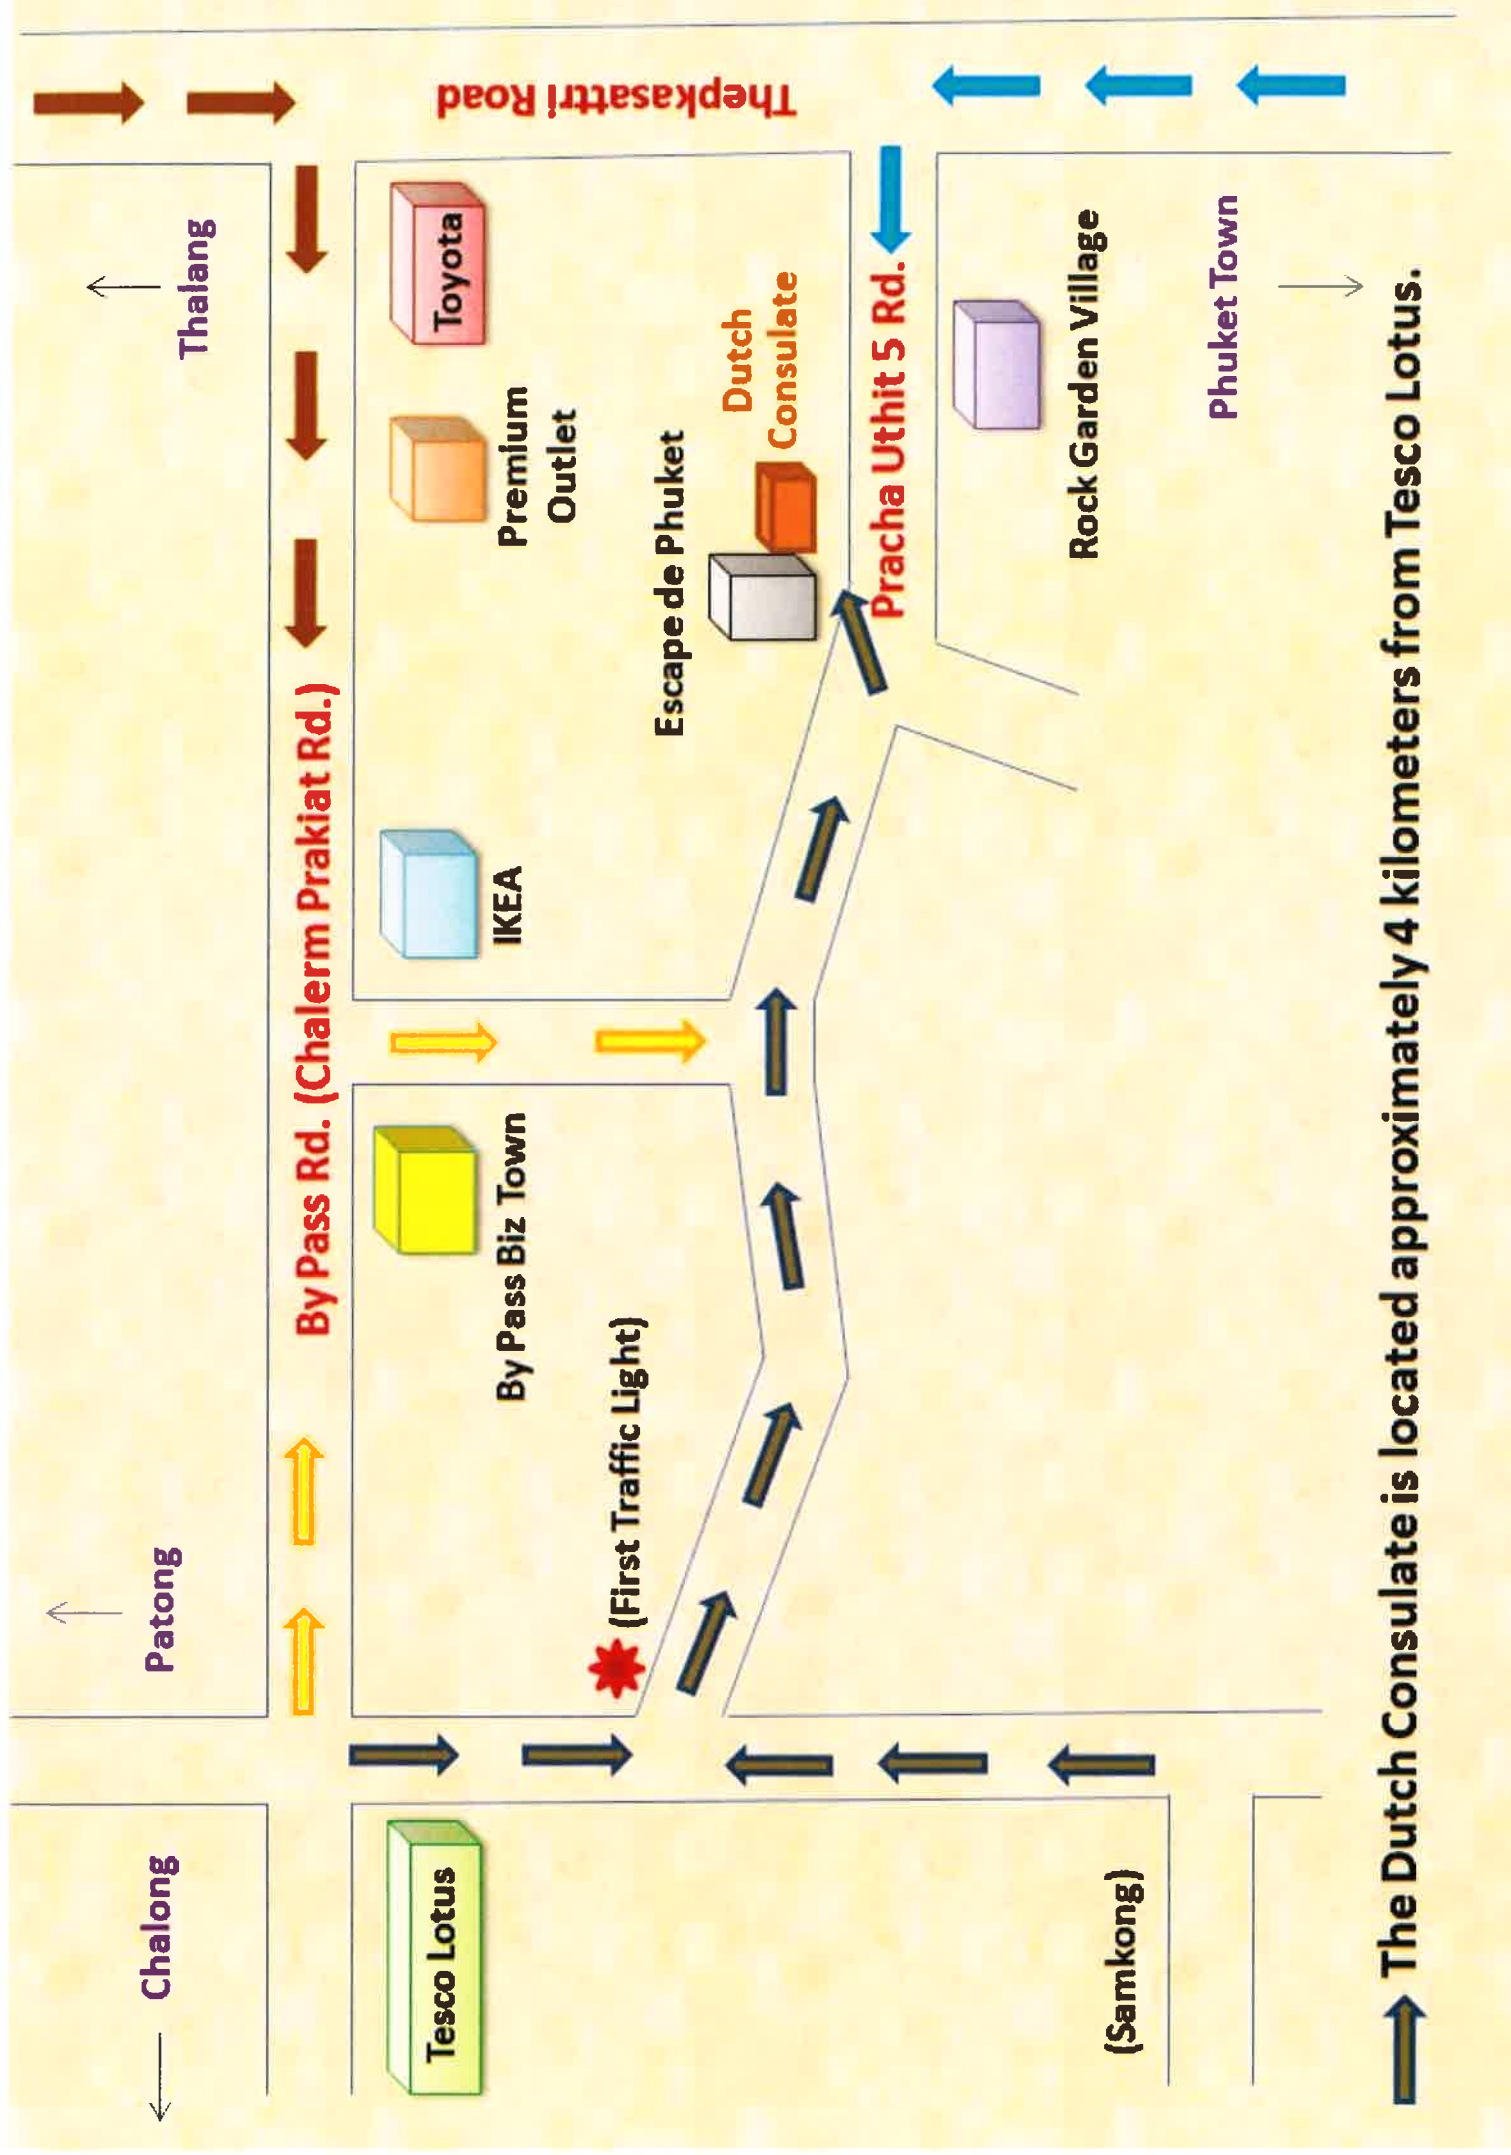 Chalong
Patong
Thalang
By Pass Rd. (Chalerm Prakiat Rd.)
Thepkasattri Road
Tesco Lotus
By Pass Biz Town
IKEA
Premium
Outlet
Toyota
(First Traffic Light)
Escape de Phuket
Dutch
Consulate
Pracha Uthit 5 Rd.
Rock Garden Village
(Samkong)
Phuket Town
The Dutch Consulate is located approximately 4 kilometers from Tesco Lotus.